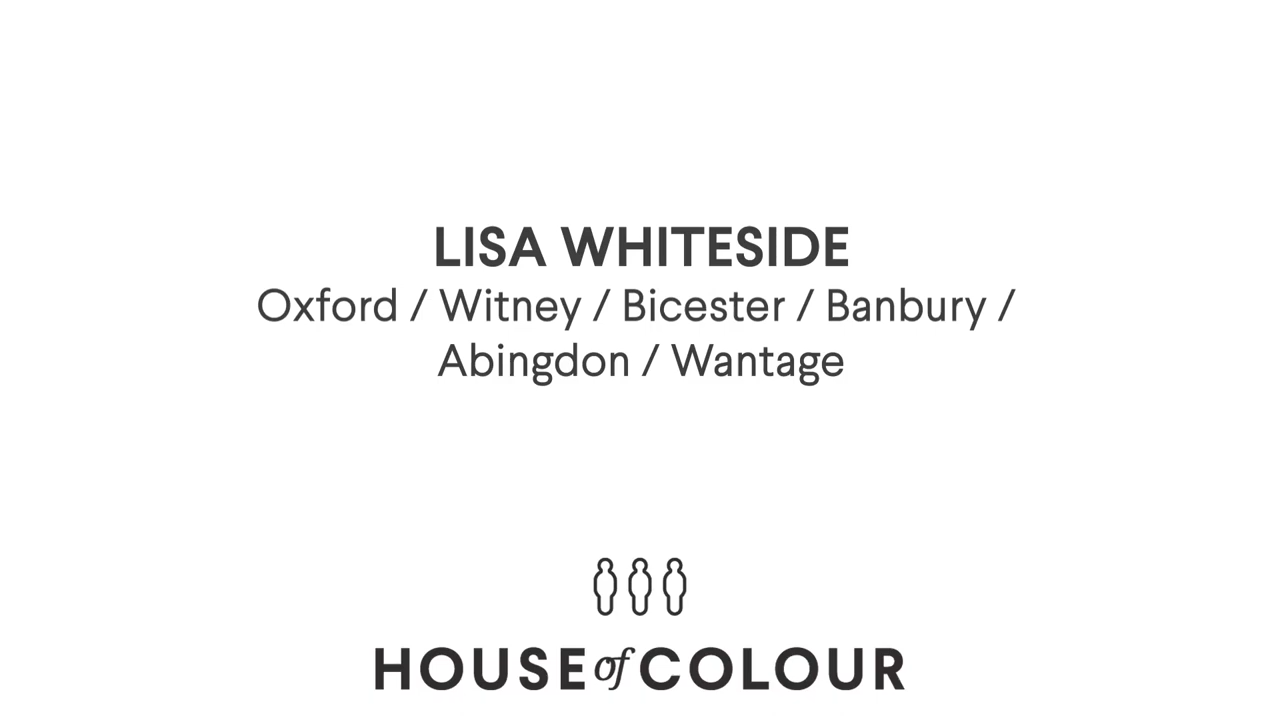 LISA WHITESIDE
Oxford / Witney / Bicester / Banbury /
Abingdon / Wantage
HOUSE of COLOUR